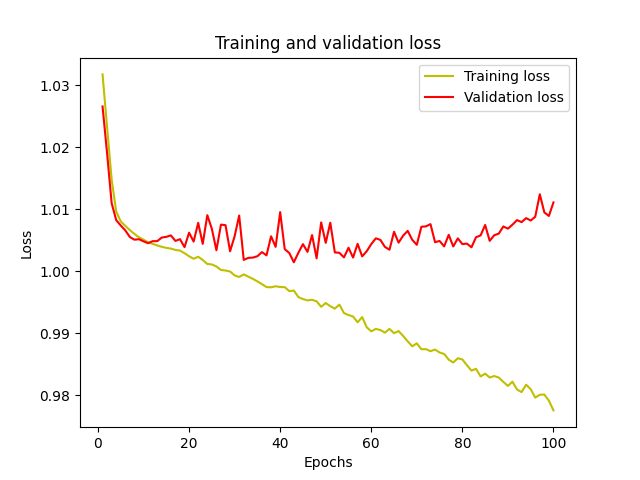 Training and validation loss
Training loss
Validation loss
1.03
1.02
1.01
1.00
0.99
0.98
Loss
0
20
40
60
80
100
Epochs